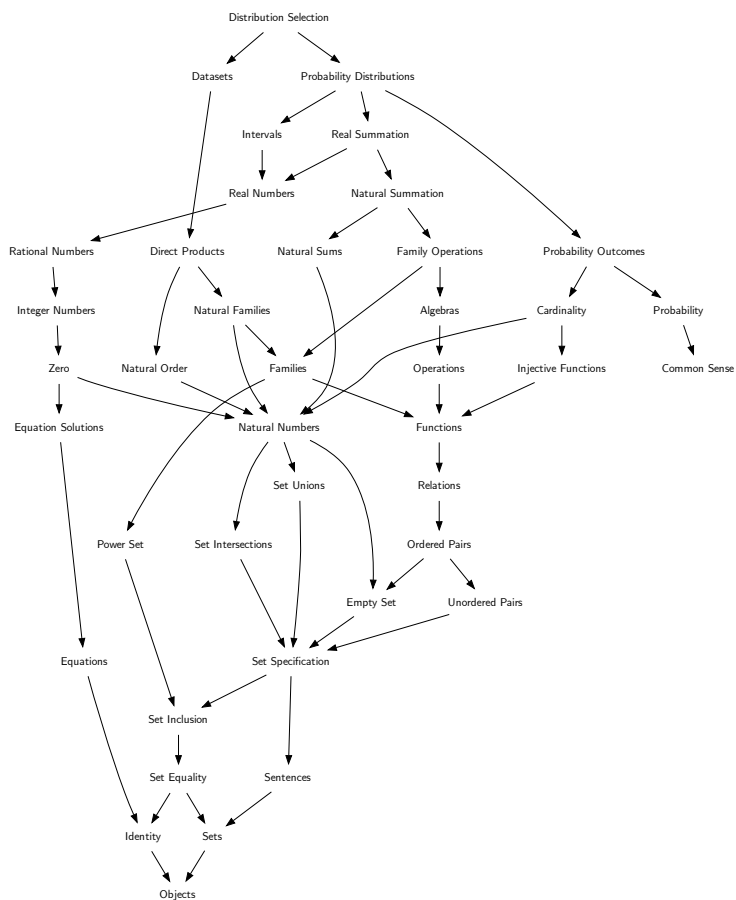 Distribution Selection
Datasets
Probability Distributions
Intervals
Real Summation
Real Numbers
Natural Summation
Rational Numbers
Direct Products
Natural Sums
Family Operations
Probability Outcomes
Integer Numbers
Natural Families
Algebras
Cardinality
Probability
Zero
Natural Order
Families
Operations
Injective Functions
Common Sense
Equation Solutions
Natural Numbers
Functions
Set Unions
Relations
Power Set
Set Intersections
Ordered Pairs
Empty Set
Unordered Pairs
Equations
Set Specification
Set Inclusion
Set Equality
Sentences
Identity
Sets
Objects